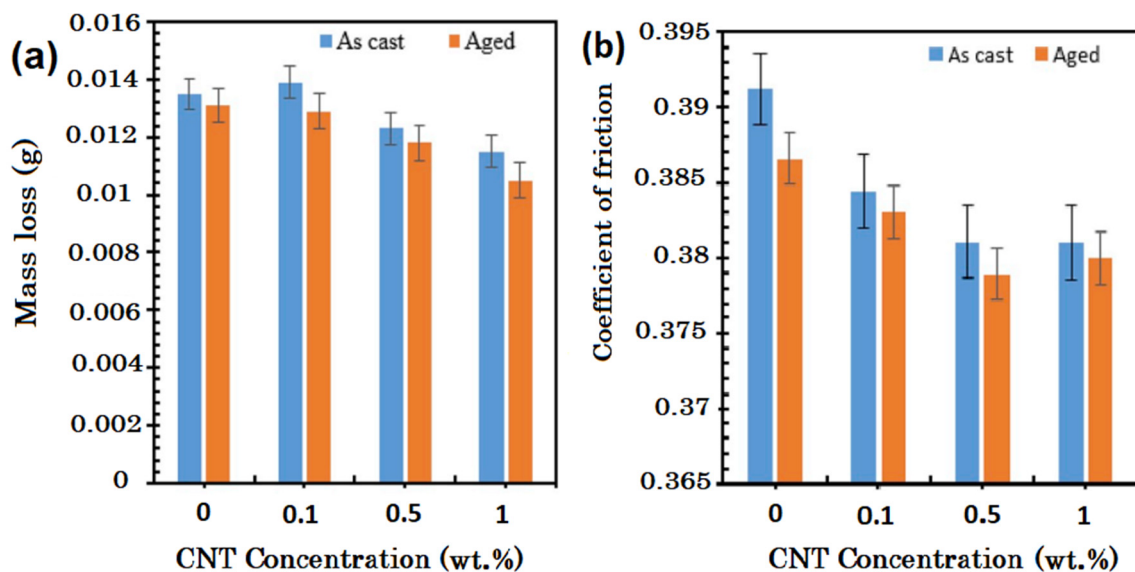 (a)
As cast Aged
Mass loss (g)
0.016
0.014
0.012
0.01
0.008
0.006
0.004
0.002
0
0 0.1 0.5 1
CNT Concentration (wt.%)
(b)
As cast Aged
Coefficient of friction
0.395
0.39
0.385
0.38
0.375
0.37
0.365
0 0.1 0.5 1
CNT Concentration (wt.%)